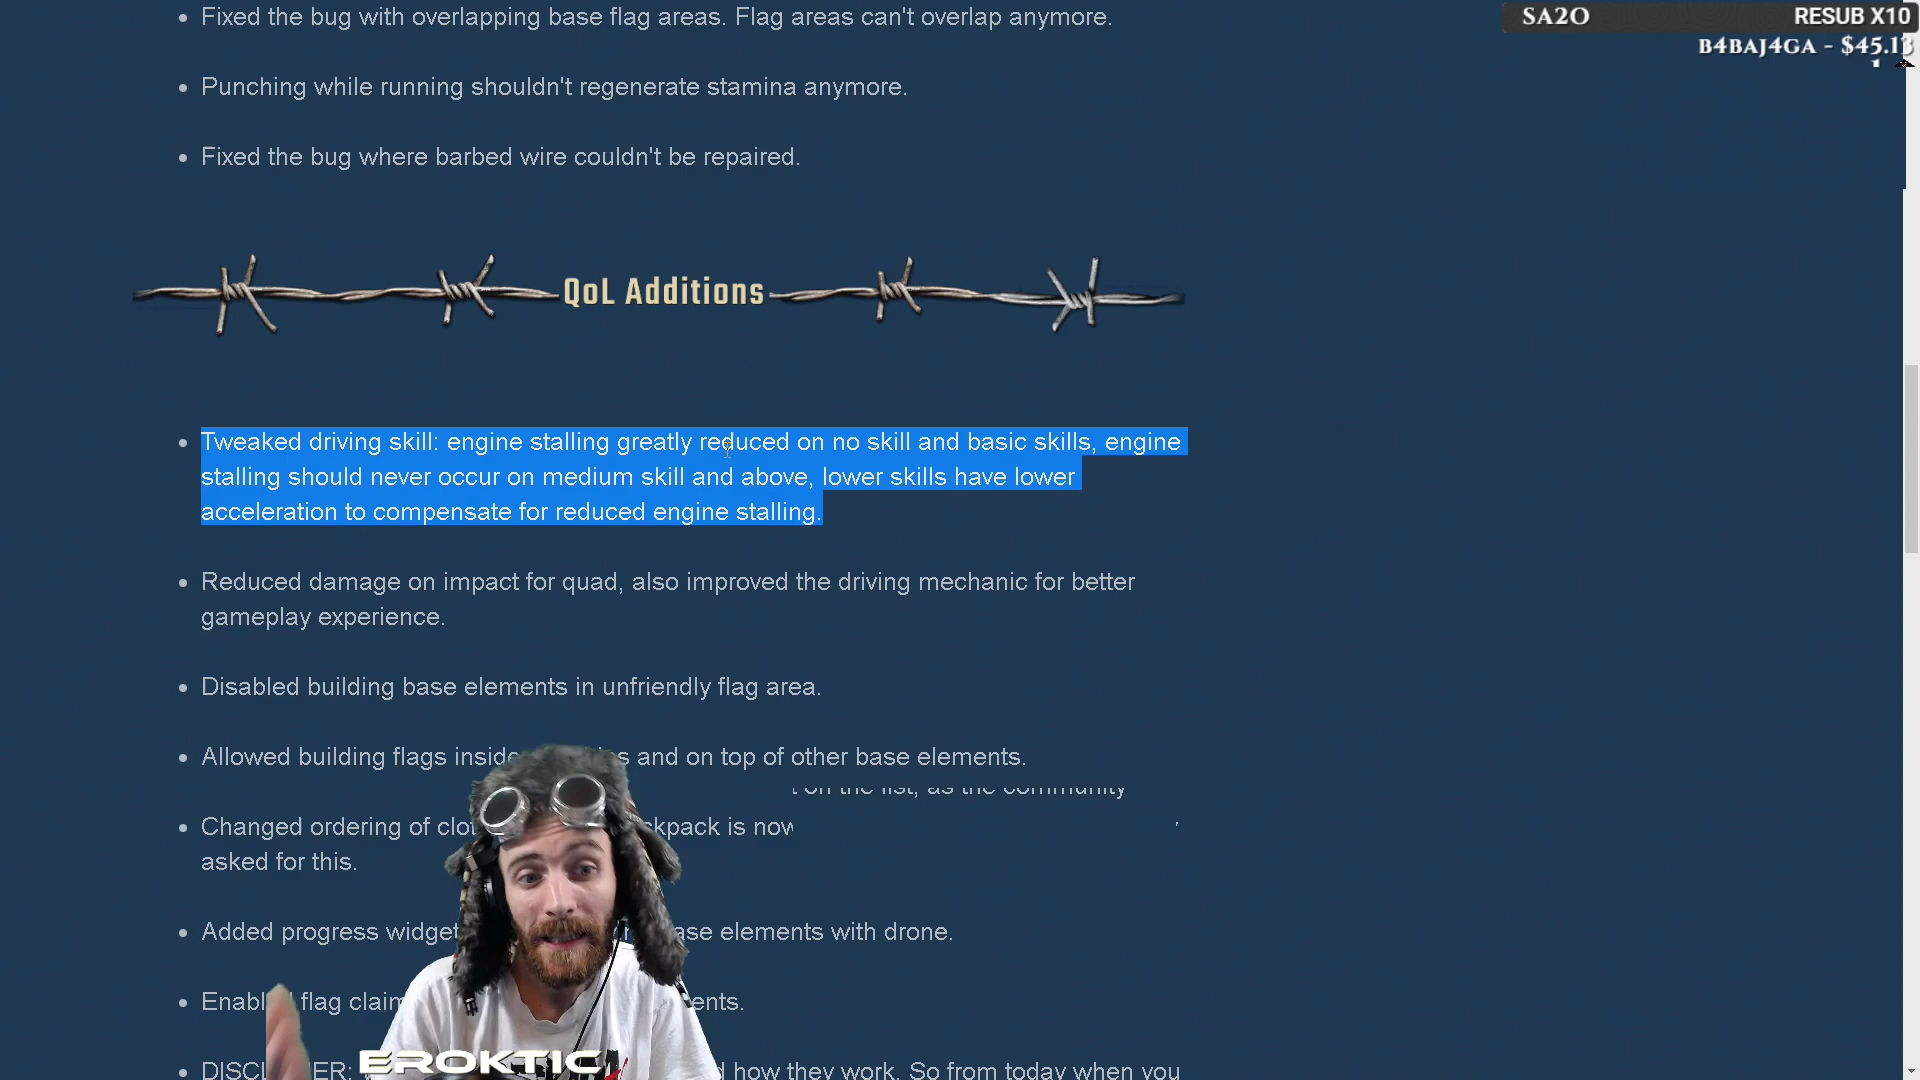 Fixed the bug with overlapping base flag areas. Flag areas can't overlap anymore.
SA2O RESUB X10
B4BAJ4GA - $45.13
Punching while running shouldn't regenerate stamina anymore.
Fixed the bug where barbed wire couldn't be repaired.
QoL Additions
Tweaked driving skill: engine stalling greatly reduced on no skill and basic skills, engine
stalling should never occur on medium skill and above, lower skills have lower
acceleration to compensate for reduced engine stalling.
Reduced damage on impact for quad, also improved the driving mechanic for better
gameplay experience.
Disabled building base elements in unfriendly flag area.
Allowed building flags inside and on top of other base elements.
on the list, as the community
Changed ordering of is now
asked for this.
Added progress widget elements with drone.
flag
how they work. So from today when you
EROKTIC